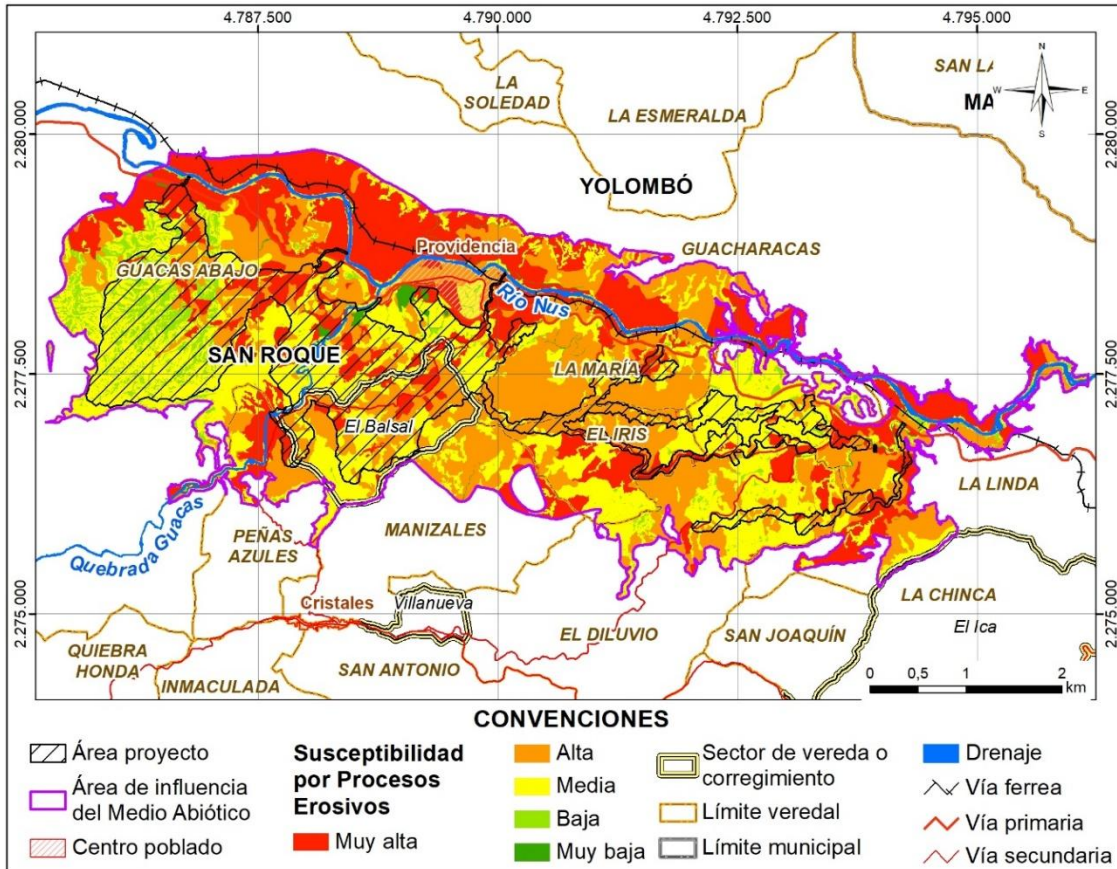 4.787.500
4.790.000
4.792.500
4.795.000
LA
SOLEDAD
LA ESMERALDA
SAN LA
MA
N
W
E
S
2.280.000
2.280.000
YOLOMBÓ
Providencia
GUACHARACAS
GUACAS ABAJO
Río Nus
SAN ROQUE
LA MARÍA
2.277.500
2.277.500
El Balsal
EL IRIS
LA LINDA
PEÑAS
AZULES
MANIZALES
Quebrada Guacas
LA CHINCA
Cristales
Villanueva
2.275.000
2.275.000
El Ica
EL DILUVIO
SAN JOAQUÍN
QUIEBRA
HONDA
SAN ANTONIO
INMACULADA
0
0,5
1
2
km
CONVENCIONES
Área proyecto
Área de influencia
del Medio Abiótico
Centro poblado
Susceptibilidad
por Procesos
Erosivos
Muy alta
Alta
Media
Baja
Muy baja
Sector de vereda o
corregimiento
Límite veredal
Límite municipal
Drenaje
Vía ferrea
Vía primaria
Vía secundaria